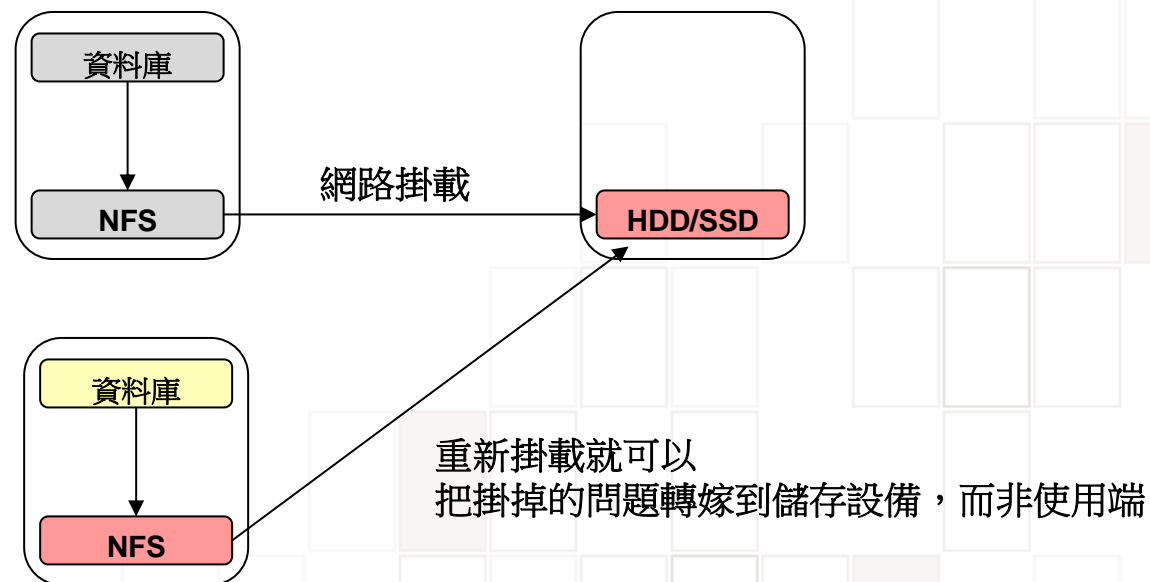 資料庫
NFS
網路掛載
HDD/SSD
資料庫
NFS
重新掛載就可以
把掛掉的問題轉嫁到儲存設備，而非使用端